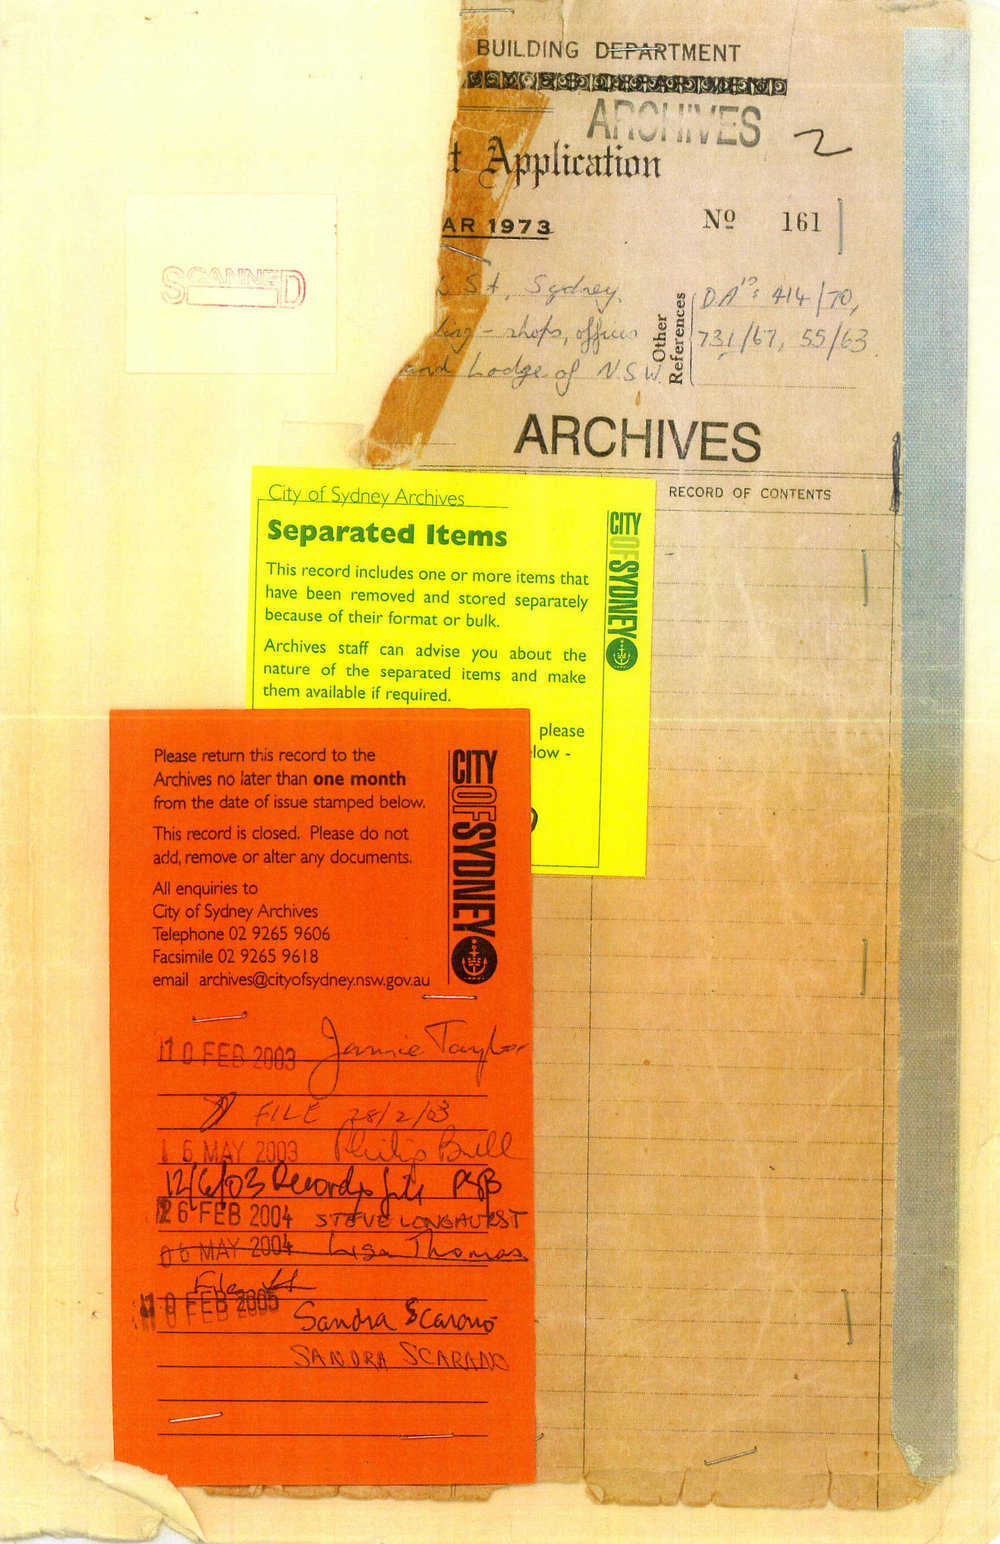 BUILDING DEPARTMENT
ARCHIVES
2
t Application
AR 1973
Nº 161
St, Sydney.
ling - shops, offices
and Lodge of N.S.W.
Other References
DA's 414/70,
731/67, 55/63.
SCANNED
ARCHIVES
RECORD OF CONTENTS
City of Sydney Archives
Separated Items
This record includes one or more items that
have been removed and stored separately
because of their format or bulk.
Archives staff can advise you about the
nature of the separated items and make
them available if required.
please
low -
CITY OF SYDNEY
Please return this record to the
Archives no later than one month
from the date of issue stamped below.
This record is closed. Please do not
add, remove or alter any documents.
All enquiries to
City of Sydney Archives
Telephone 02 9265 9606
Facsimile 02 9265 9618
email archives@cityofsydney.nsw.gov.au
CITY OF SYDNEY
10 FEB 2003 Jannie Taylor
FILE 28/2/03
16 MAY 2003 Philip Bull
12/6/03 Records PSB
26 FEB 2004 STEVE LONGHURST
06 MAY 2004 Lisa Thomas
File
FEB 2005 Sandra Scarano
SANDRA SCARANO